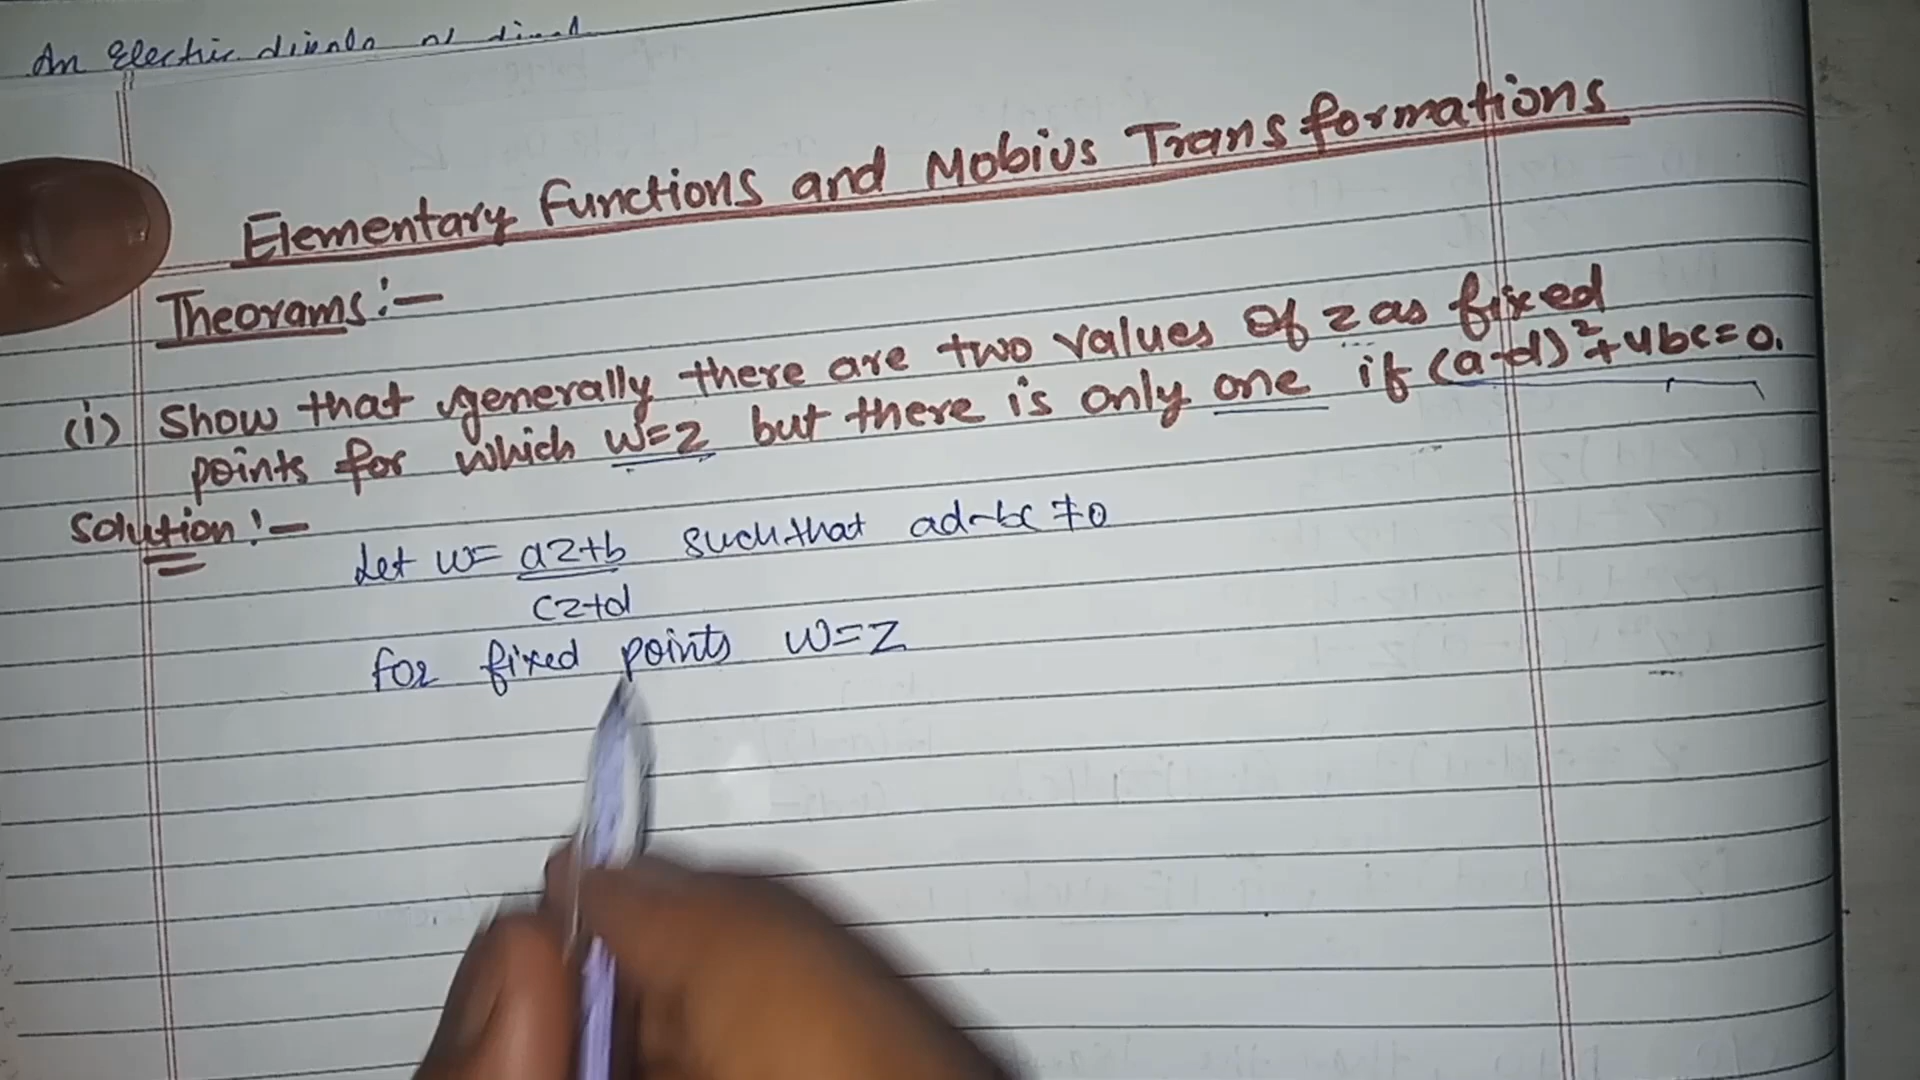 An Electric
Elementary Functions and Mobius Transformations
Theorams:-
(i) Show that generally there are two values of z as fixed
points for which w=z but there is only one if (a-d)²+4bc=0.
Solution:-
Let w= az+b such that ad-bc ≠0
cz+d
for fixed points w=z